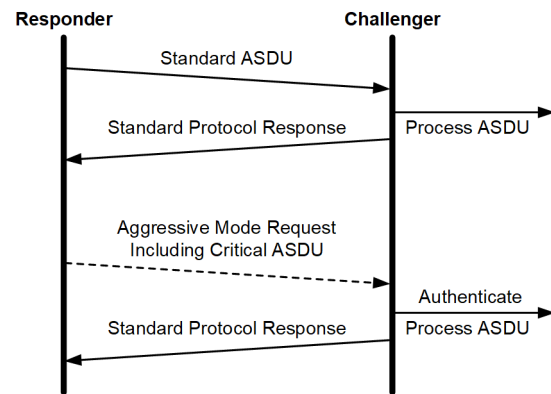 Responder
Challenger
Standard ASDU
Standard Protocol Response
Process ASDU
Aggressive Mode Request
Including Critical ASDU
Authenticate
Standard Protocol Response
Process ASDU